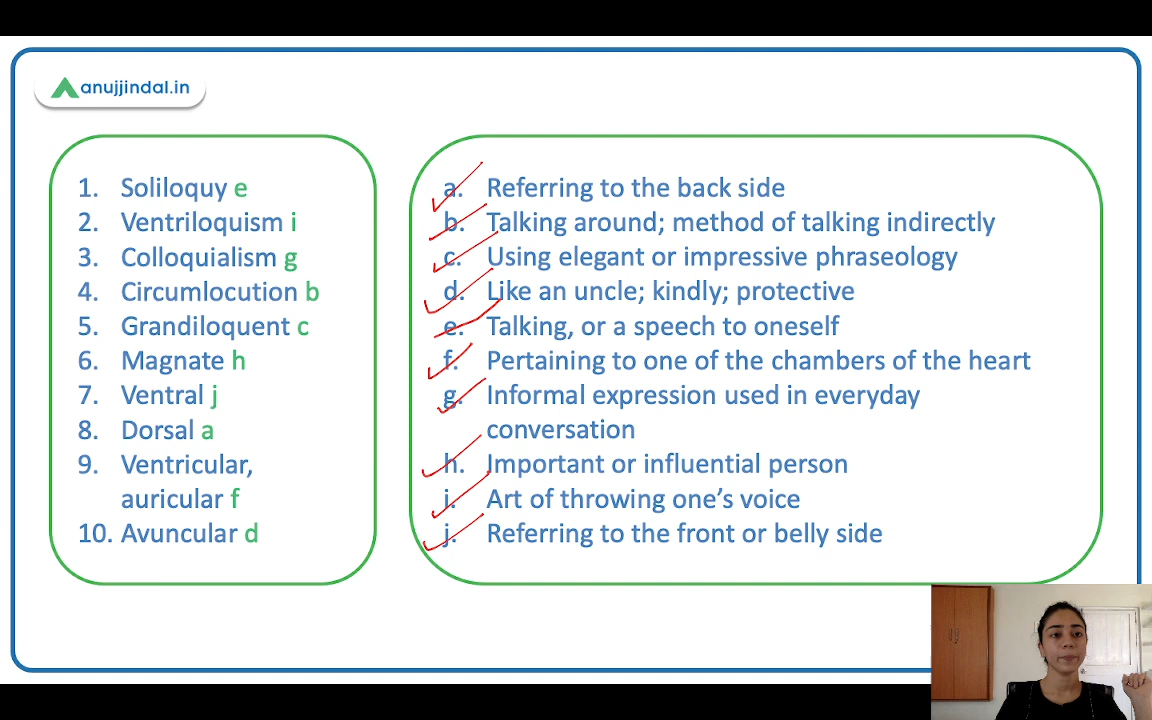 anujjindal.in
1. Soliloquy e
2. Ventriloquism i
3. Colloquialism g
4. Circumlocution b
5. Grandiloquent c
6. Magnate h
7. Ventral j
8. Dorsal a
9. Ventricular,
auricular f
10. Avuncular d
a. Referring to the back side
b. Talking around; method of talking indirectly
c. Using elegant or impressive phraseology
d. Like an uncle; kindly; protective
e. Talking, or a speech to oneself
f. Pertaining to one of the chambers of the heart
g. Informal expression used in everyday
conversation
h. Important or influential person
i. Art of throwing one’s voice
j. Referring to the front or belly side